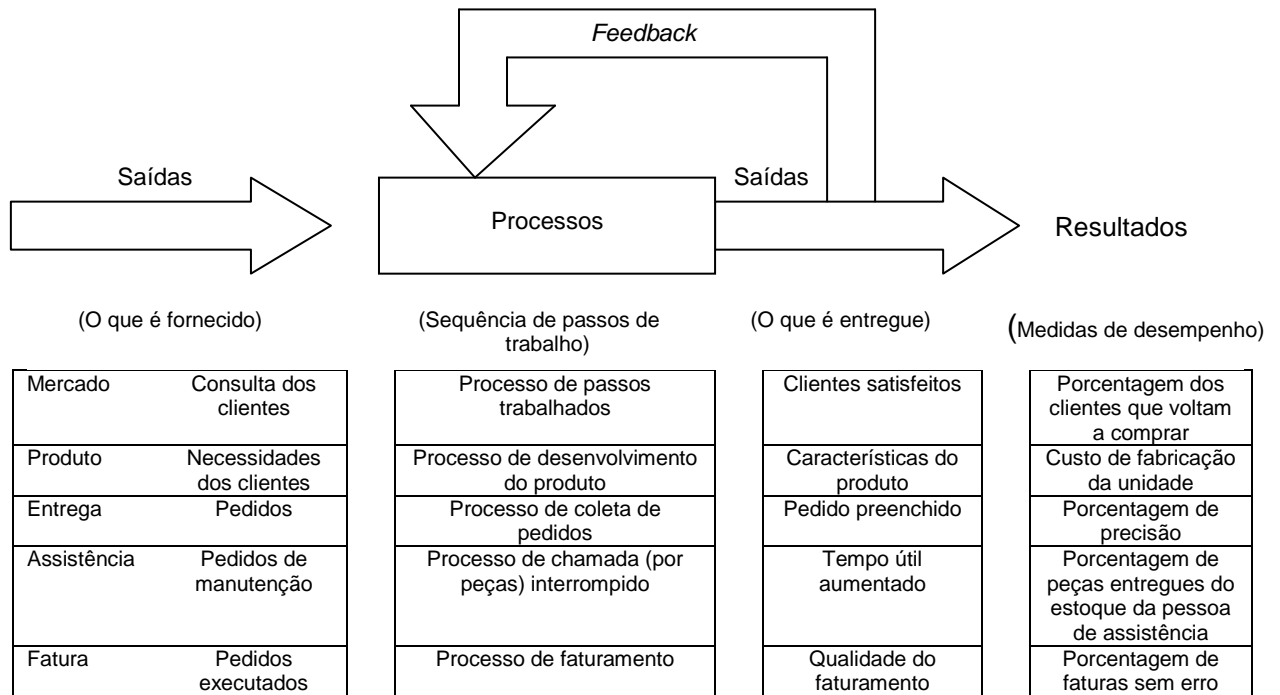 Feedback
Saídas
Processos
Saídas
Resultados
(O que é fornecido)
(Sequência de passos de
trabalho)
(O que é entregue)
(Medidas de desempenho)
Mercado
Consulta dos
clientes
Processo de passos
trabalhados
Clientes satisfeitos
Porcentagem dos
clientes que voltam
a comprar
Produto
Necessidades
dos clientes
Processo de desenvolvimento
do produto
Características do
produto
Custo de fabricação
da unidade
Entrega
Pedidos
Processo de coleta de
pedidos
Pedido preenchido
Porcentagem de
precisão
Assistência
Pedidos de
manutenção
Processo de chamada (por
peças) interrompido
Tempo útil
aumentado
Porcentagem de
peças entregues do
estoque da pessoa
de assistência
Fatura
Pedidos
executados
Processo de faturamento
Qualidade do
faturamento
Porcentagem de
faturas sem erro